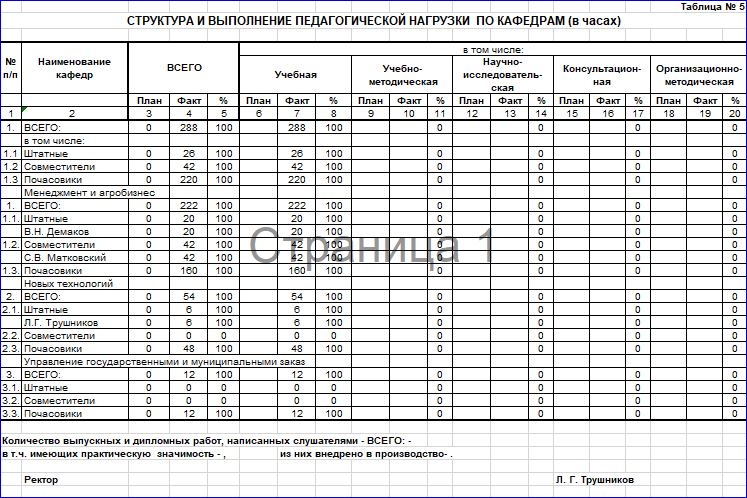 Таблица № 5
СТРУКТУРА И ВЫПОЛНЕНИЕ ПЕДАГОГИЧЕСКОЙ НАГРУЗКИ ПО КАФЕДРАМ (в часах)
№ п/п Наименование кафедр ВСЕГО в том числе:
Учебная Учебно-методическая Научно-исследовательская Консультационная Организационно-методическая
План Факт % План Факт % План Факт % План Факт % План Факт % План Факт %
1 2 3 4 5 6 7 8 9 10 11 12 13 14 15 16 17 18 19 20
1. ВСЕГО: 0 288 100 288 100 0 0 0 0
в том числе:
1.1 Штатные 0 26 100 26 100 0 0 0 0
1.2 Совместители 0 42 100 42 100 0 0 0 0
1.3 Почасовики 0 220 100 220 100 0 0 0 0
Менеджмент и агробизнес
1. ВСЕГО: 0 222 100 222 100 0 0 0 0
1.1. Штатные 0 20 100 20 100 0 0 0 0
В.Н. Демаков 0 20 100 20 100 0 0 0 0
1.2. Совместители 0 42 100 42 100 0 0 0 0
С.В. Матковский 0 42 100 42 100 0 0 0 0
1.3. Почасовики 0 160 100 160 100 0 0 0 0
Новых технологий
2. ВСЕГО: 0 54 100 54 100 0 0 0 0
2.1. Штатные 0 6 100 6 100 0 0 0 0
Л.Г. Трушников 0 6 100 6 100 0 0 0 0
2.2. Совместители 0 0 0 0 0 0 0 0 0
2.3. Почасовики 0 48 100 48 100 0 0 0 0
Управление государственными и муниципальными заказ
3. ВСЕГО: 0 12 100 12 100 0 0 0 0
3.1. Штатные 0 0 0 0 0 0 0 0 0
3.2. Совместители 0 0 0 0 0 0 0 0 0
3.3. Почасовики 0 12 100 12 100 0 0 0 0
Страница 1
Количество выпускных и дипломных работ, написанных слушателями - ВСЕГО: -
в т.ч. имеющих практическую значимость - , из них внедрено в производство- .
Ректор Л. Г. Трушников